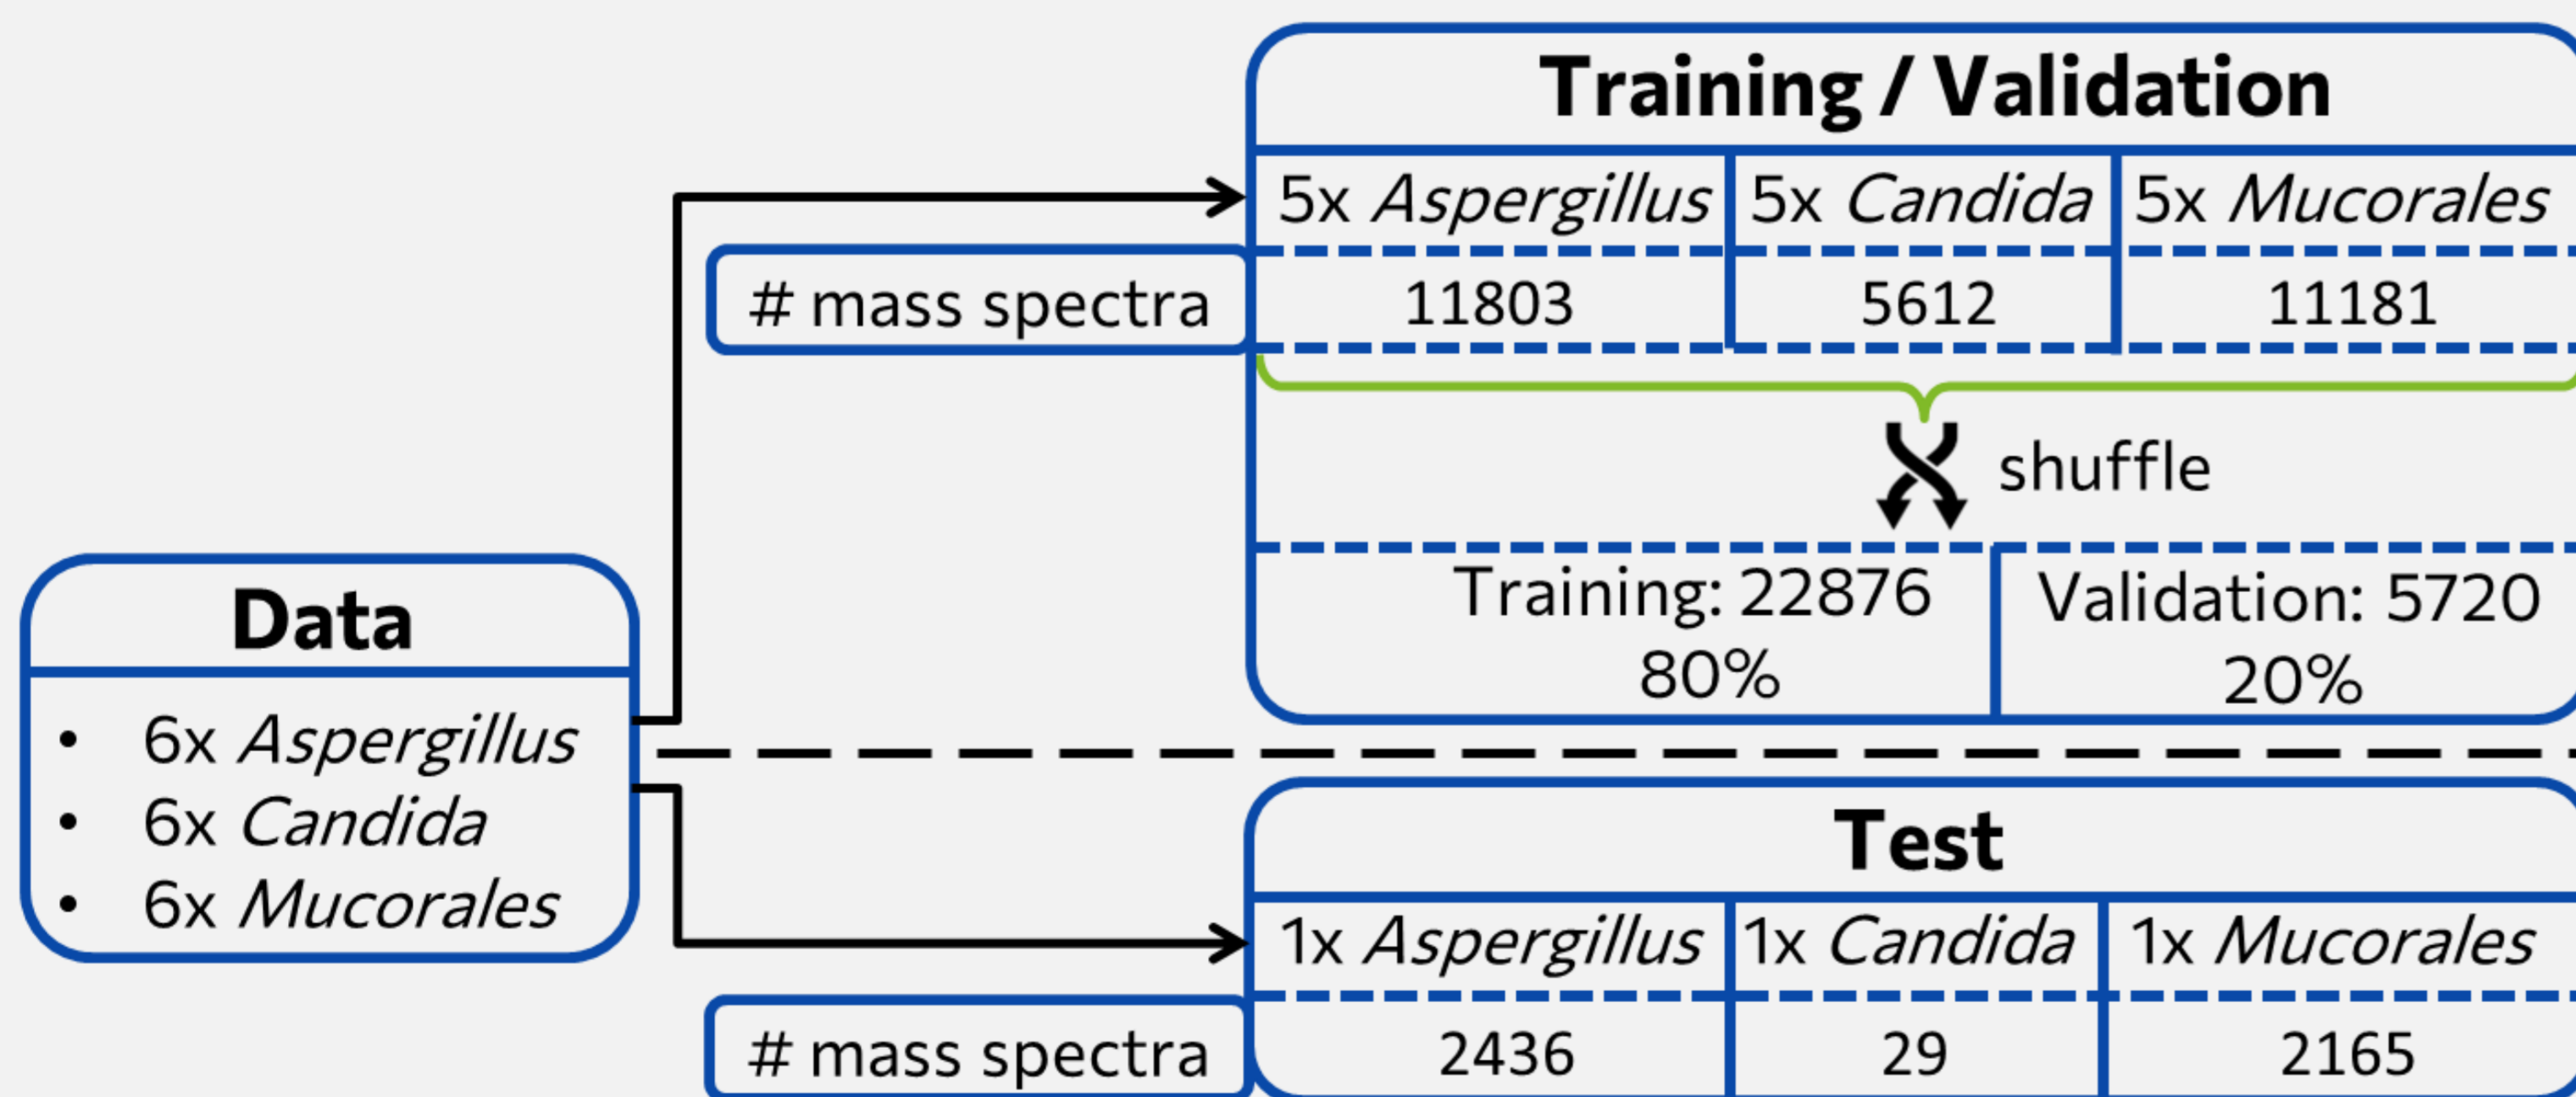 Training / Validation
5x Aspergillus 5x Candida 5x Mucorales
# mass spectra 11803 5612 11181
shuffle
Training: 22876 Validation: 5720
80% 20%
Data
• 6x Aspergillus
• 6x Candida
• 6x Mucorales
Test
1x Aspergillus 1x Candida 1x Mucorales
# mass spectra 2436 29 2165